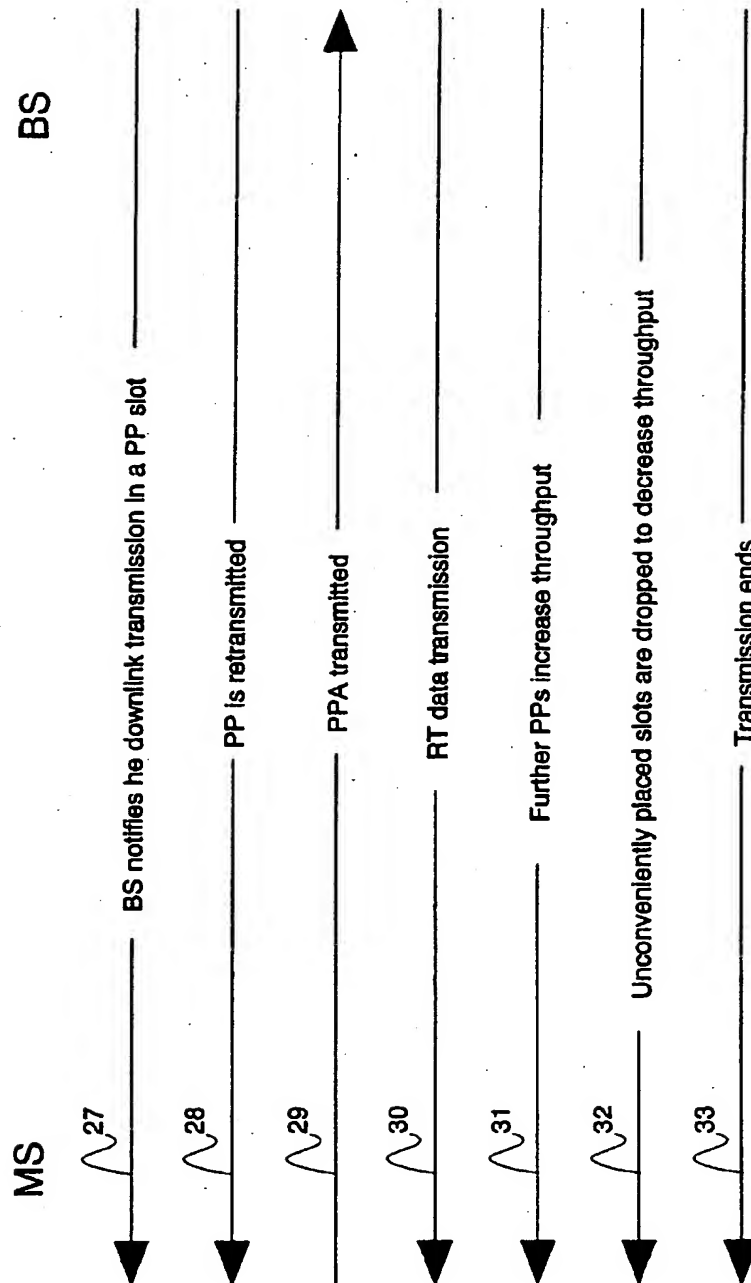 MS
BS
27
BS notifies he downlink transmission in a PP slot
28
PP is retransmitted
29
PPA transmitted
30
RT data transmission
31
Further PPs increase throughput
32
Unconveniently placed slots are dropped to decrease throughput
33
Transmission ends